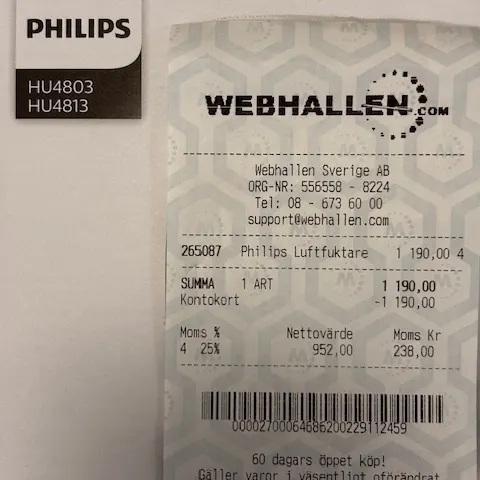 PHILIPS
HU4803
HU4813
WEBHALLEN.COM
Webhallen Sverige AB
ORG-NR: 556558 - 8224
Tel: 08 - 673 60 00
support@webhallen.com
265087 Philips Luftfuktare 1 190,00 4
SUMMA 1 ART 1 190,00
Kontokort -1 190,00
Moms % Nettovärde Moms Kr
4 25% 952,00 238,00
00002700064686200229112459
60 dagars öppet köp!
Gäller varor i väsentligt oförändrat